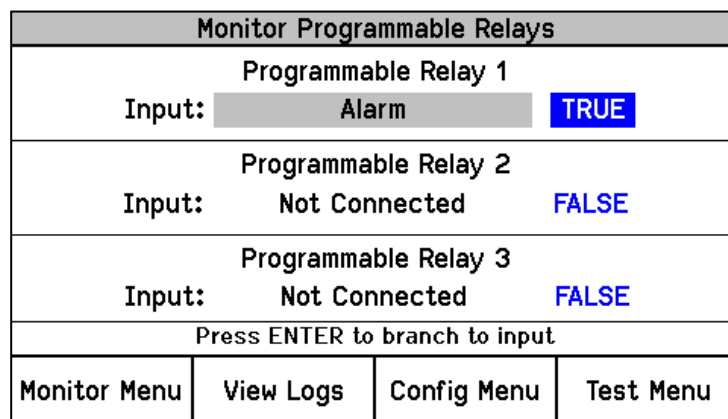 Monitor Programmable Relays
Programmable Relay 1
Input: Alarm TRUE
Programmable Relay 2
Input: Not Connected FALSE
Programmable Relay 3
Input: Not Connected FALSE
Press ENTER to branch to input
Monitor Menu View Logs Config Menu Test Menu